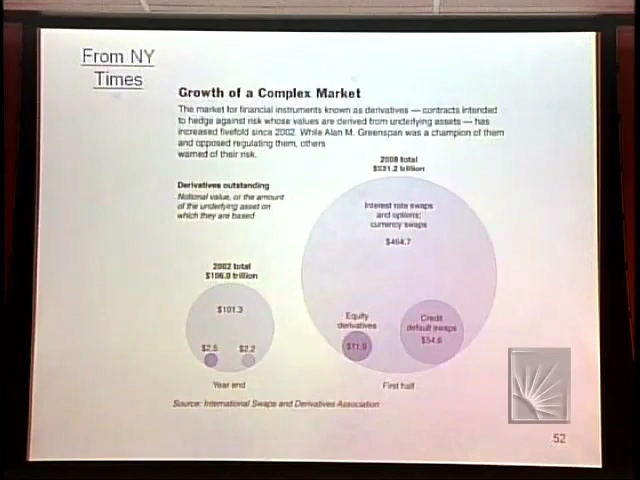 From NY
Times
Growth of a Complex Market
The market for financial instruments known as derivatives — contracts intended
to hedge against risk whose values are derived from underlying assets — has
increased fivefold since 2002. While Alan M. Greenspan was a champion of them
and opposed regulating them, others
warned of their risk.
2008 total
$531.2 trillion
Derivatives outstanding
Notional value, or the amount
of the underlying asset on
which they are based
Interest rate swaps
and options;
currency swaps
$464.7
2002 total
$106.0 trillion
$101.3
Equity
derivatives
$11.9
Credit
default swaps
$54.6
$2.5
$2.2
Year end
First half
Source: International Swaps and Derivatives Association
52